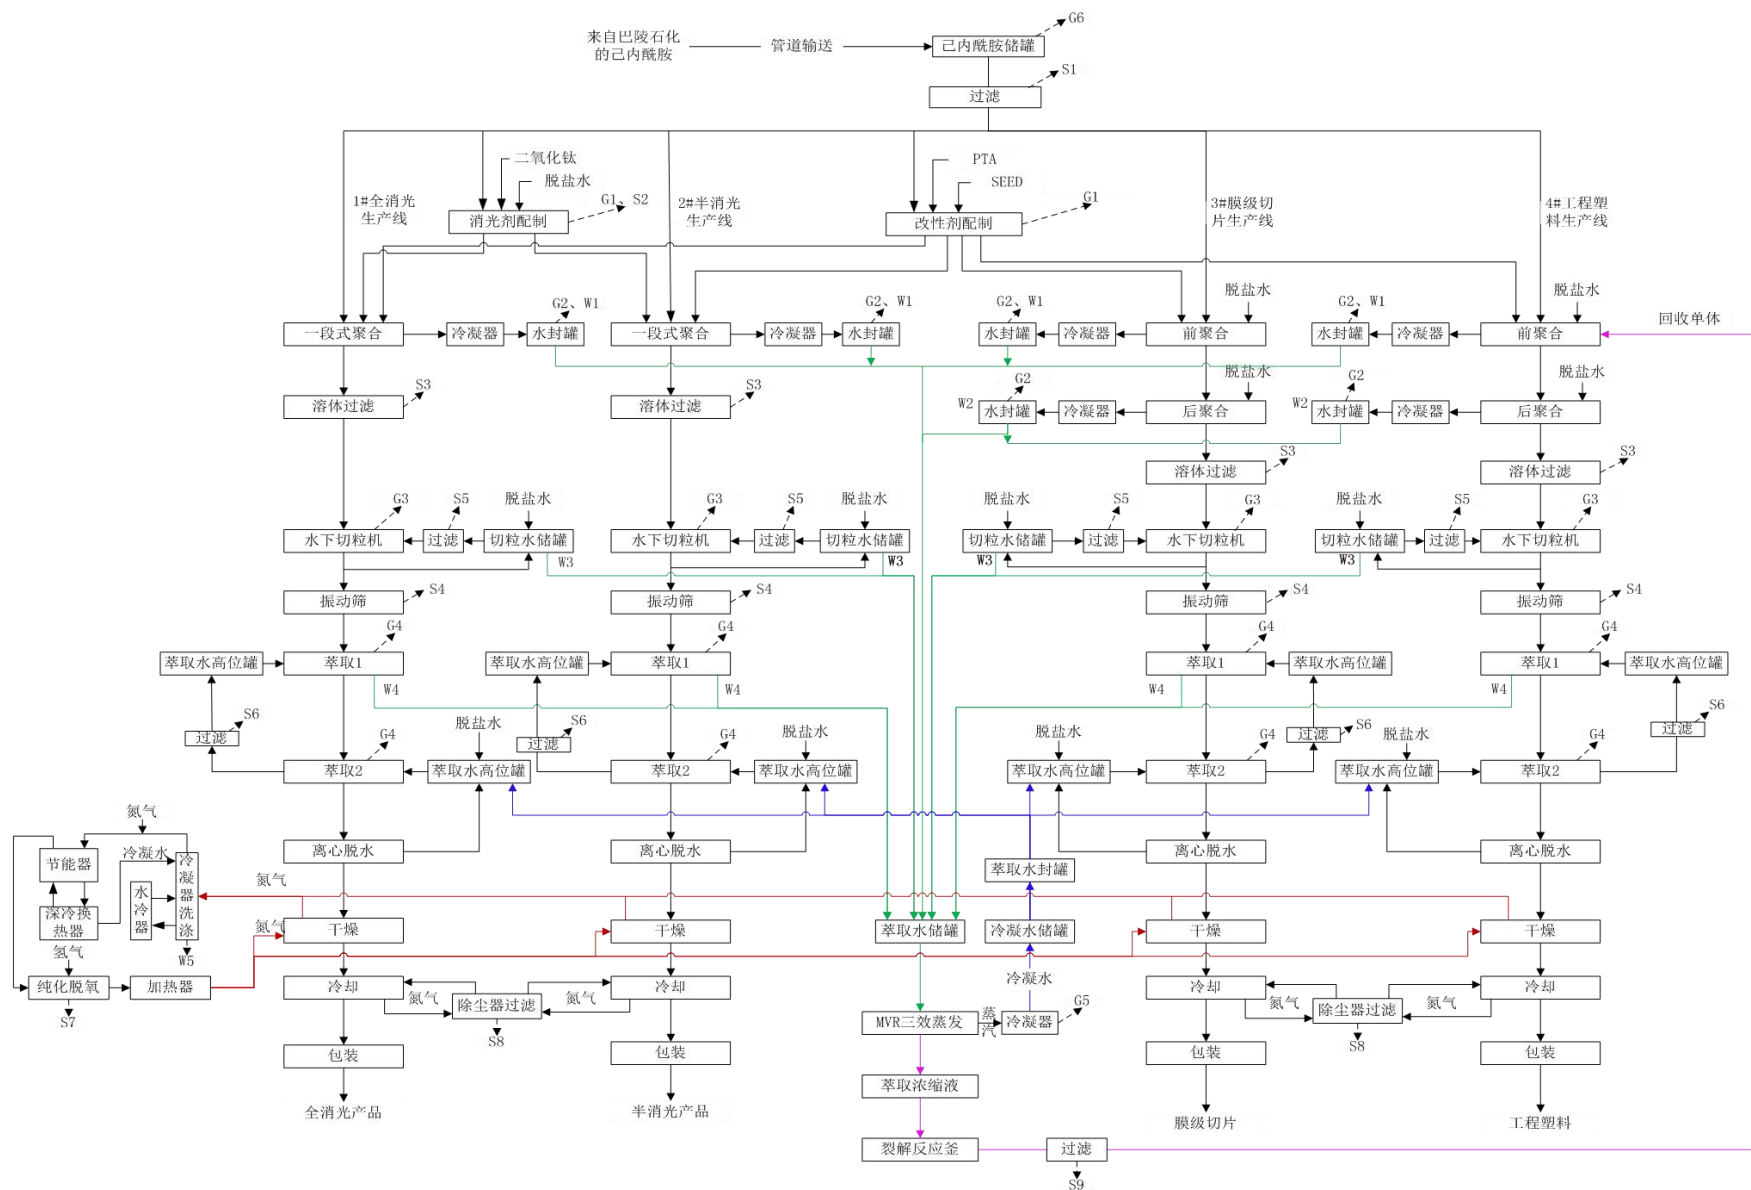 G6
来自巴陵石化
的己内酰胺
管道输送
己内酰胺储罐
S1
过滤
二氧化钛
脱盐水
PTA
SEED
1#全消光
生产线
消光剂配制
G1、S2
2#半消光
生产线
改性剂配制
G1
3#膜级切
片生产线
4#工程塑
料生产线
G2、W1
G2、W1
G2、W1
脱盐水
G2、W1
脱盐水
回收单体
一段式聚合
冷凝器
水封罐
一段式聚合
冷凝器
水封罐
水封罐
冷凝器
前聚合
水封罐
冷凝器
前聚合
S3
S3
G2
脱盐水
G2
脱盐水
溶体过滤
溶体过滤
W2
水封罐
冷凝器
后聚合
W2
水封罐
冷凝器
后聚合
S3
S3
溶体过滤
溶体过滤
G3
S5
脱盐水
G3
S5
脱盐水
脱盐水
S5
G3
脱盐水
S5
G3
水下切粒机
过滤
切粒水储罐
水下切粒机
过滤
切粒水储罐
切粒水储罐
过滤
水下切粒机
切粒水储罐
过滤
水下切粒机
W3
W3
W3
W3
振动筛
S4
振动筛
S4
振动筛
S4
振动筛
S4
G4
G4
G4
G4
萃取水高位罐
萃取1
萃取水高位罐
萃取1
萃取1
萃取水高位罐
萃取1
萃取水高位罐
W4
W4
W4
W4
S6
过滤
脱盐水
S6
过滤
脱盐水
脱盐水
过滤
S6
脱盐水
过滤
S6
G4
G4
G4
G4
萃取2
萃取水高位罐
萃取2
萃取水高位罐
萃取水高位罐
萃取2
萃取水高位罐
萃取2
氮气
节能器
冷凝水
冷凝器洗涤
水冷器
深冷换
热器
W5
氢气
纯化脱氧
加热器
S7
离心脱水
离心脱水
离心脱水
离心脱水
萃取水封罐
氮气
氮气
干燥
干燥
萃取水储罐
冷凝水储罐
干燥
干燥
冷却
氮气
除尘器过滤
氮气
冷却
冷凝水
冷却
氮气
除尘器过滤
氮气
冷却
S8
S8
MVR三效蒸发
蒸汽
冷凝器
G5
包装
包装
包装
包装
萃取浓缩液
全消光产品
半消光产品
膜级切片
工程塑料
裂解反应釜
过滤
S9